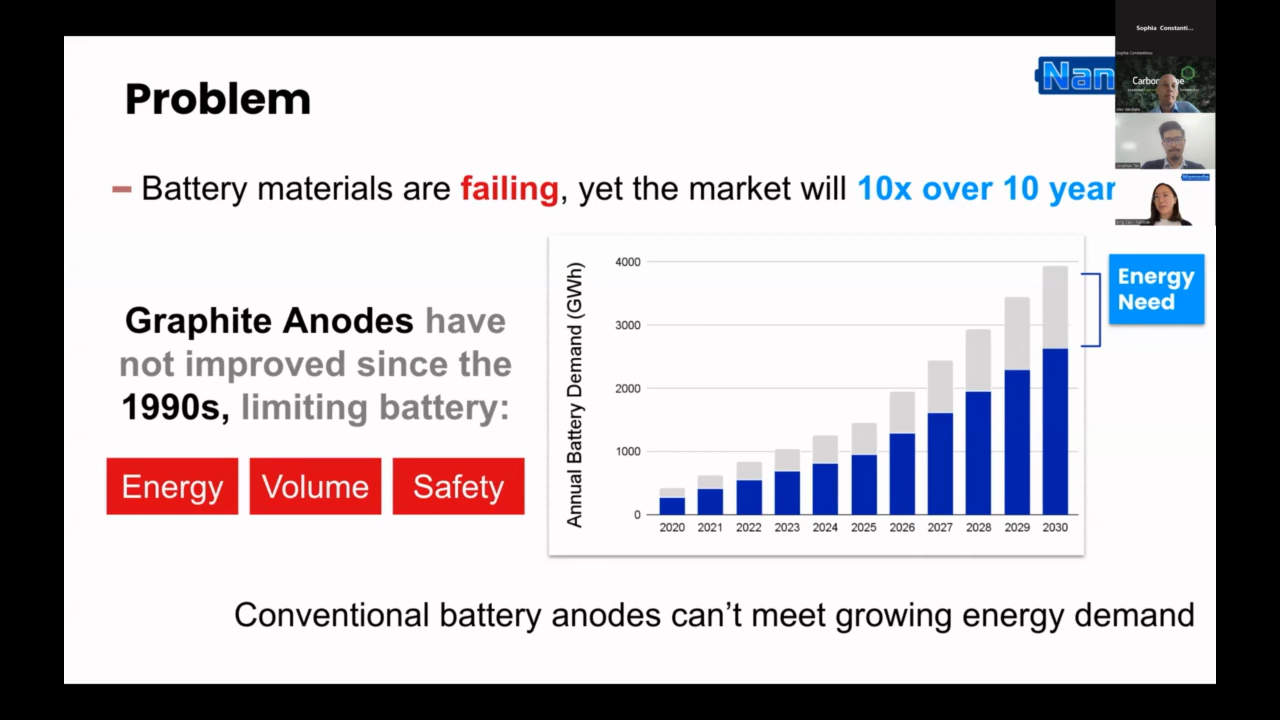 Problem
Nan
– Battery materials are failing, yet the market will 10x over 10 year
Graphite Anodes have
not improved since the
1990s, limiting battery:
Energy
Volume
Safety
Annual Battery Demand (GWh)
4000
3000
2000
1000
0
2020 2021 2022 2023 2024 2025 2026 2027 2028 2029 2030
Energy
Need
Conventional battery anodes can't meet growing energy demand
Sophia Constanti...
Sophia Constantinou
Carbon